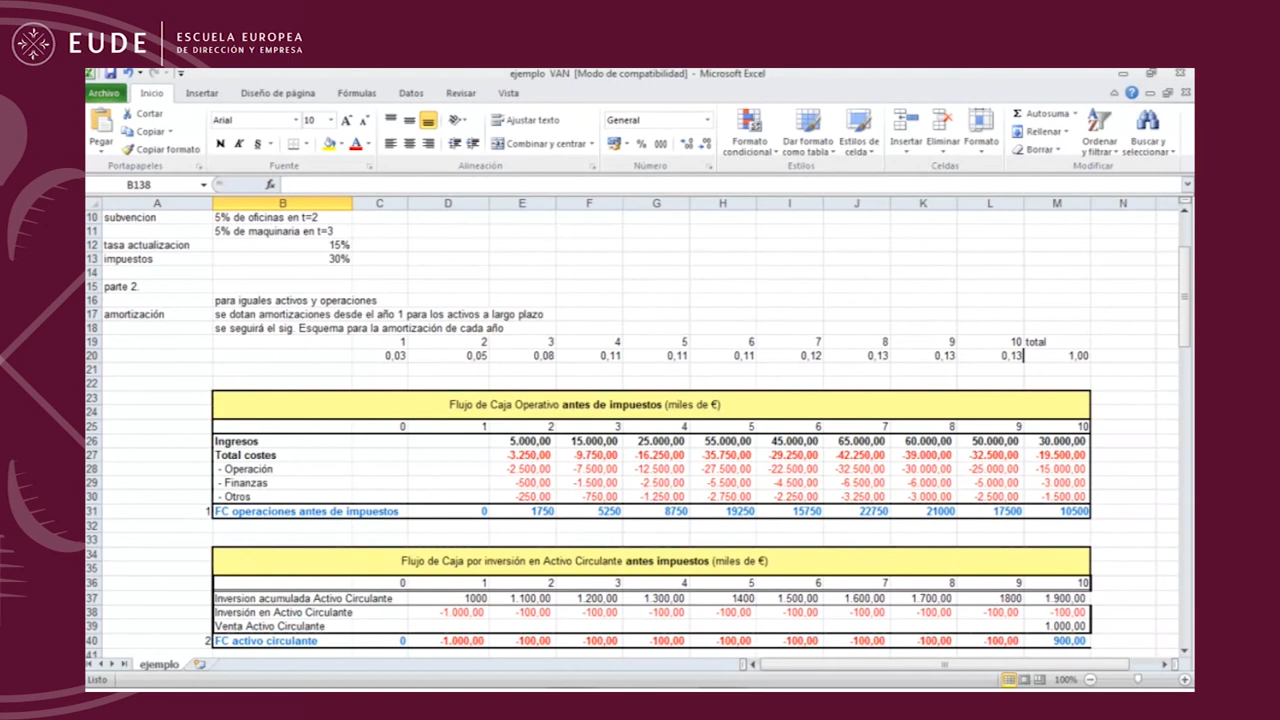 EUDE ESCUELA EUROPEA
DE DIRECCIÓN Y EMPRESA
ejemplo VAN [Modo de compatibilidad] - Microsoft Excel
Archivo Inicio Insertar Diseño de página Fórmulas Datos Revisar Vista
Pegar
Cortar
Copiar
Copiar formato
Portapapeles
Arial 10
N K S
Fuente
Ajustar texto
Combinar y centrar
Alineación
General
% 000
Número
Formato condicional
Dar formato como tabla
Estilos de celda
Estilos
Insertar Eliminar Formato
Celdas
Autosuma
Rellenar
Borrar
Ordenar y filtrar
Buscar y seleccionar
Modificar
B138 fx
A B C D E F G H I J K L M N
10 subvencion 5% de oficinas en t=2
11 5% de maquinaria en t=3
12 tasa actualizacion 15%
13 impuestos 30%
14
15 parte 2.
16 para iguales activos y operaciones
17 amortización se dotan amortizaciones desde el año 1 para los activos a largo plazo
18 se seguirá el sig. Esquema para la amortización de cada año
19 1 2 3 4 5 6 7 8 9 10 total
20 0,03 0,05 0,08 0,11 0,11 0,11 0,12 0,13 0,13 0,13 1,00
21
22
23
Flujo de Caja Operativo antes de impuestos (miles de €)
24
25 0 1 2 3 4 5 6 7 8 9 10
26 Ingresos 5.000,00 15.000,00 25.000,00 55.000,00 45.000,00 65.000,00 60.000,00 50.000,00 30.000,00
27 Total costes -3.250,00 -9.750,00 -16.250,00 -35.750,00 -29.250,00 -42.250,00 -39.000,00 -32.500,00 -19.500,00
28 - Operación -2.500,00 -7.500,00 -12.500,00 -27.500,00 -22.500,00 -32.500,00 -30.000,00 -25.000,00 -15.000,00
29 - Finanzas -500,00 -1.500,00 -2.500,00 -5.500,00 -4.500,00 -6.500,00 -6.000,00 -5.000,00 -3.000,00
30 - Otros -250,00 -750,00 -1.250,00 -2.750,00 -2.250,00 -3.250,00 -3.000,00 -2.500,00 -1.500,00
31 1 FC operaciones antes de impuestos 0 1750 5250 8750 19250 15750 22750 21000 17500 10500
32
33
34
Flujo de Caja por inversión en Activo Circulante antes impuestos (miles de €)
35
36 0 1 2 3 4 5 6 7 8 9 10
37 Inversion acumulada Activo Circulante 1000 1.100,00 1.200,00 1.300,00 1400 1.500,00 1.600,00 1.700,00 1800 1.900,00
38 Inversión en Activo Circulante -1.000,00 -100,00 -100,00 -100,00 -100,00 -100,00 -100,00 -100,00 -100,00 -100,00
39 Venta Activo Circulante 1.000,00
40 2 FC activo circulante 0 -1.000,00 -100,00 -100,00 -100,00 -100,00 -100,00 -100,00 -100,00 -100,00 900,00
41
ejemplo
Listo 100%